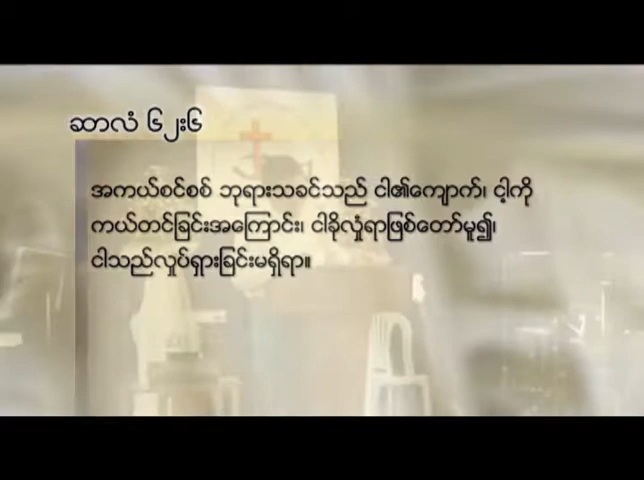 ဆာလံ ၆၂း၆
အကယ်စင်စစ် ဘုရားသခင်သည် ငါ၏ကျောက်၊ ငါ့ကို
ကယ်တင်ခြင်းအကြောင်း၊ ငါခိုလှုံရာဖြစ်တော်မူ၍၊
ငါသည်လှုပ်ရှားခြင်းမရှိရာ။